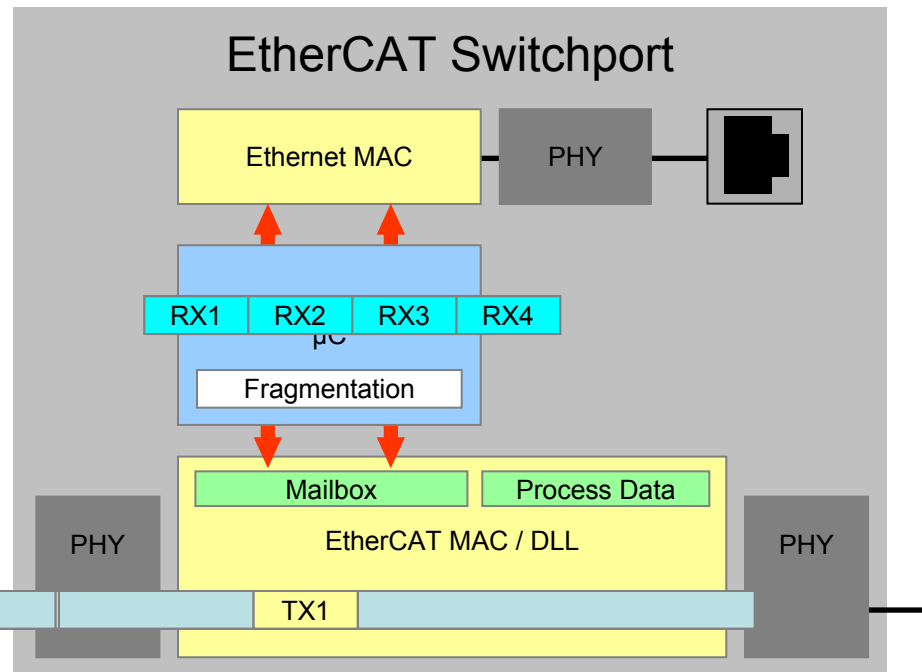 EtherCAT Switchport
Ethernet MAC
PHY
RX1
RX2
RX3
RX4
µC
Fragmentation
Mailbox
Process Data
PHY
EtherCAT MAC / DLL
PHY
TX1